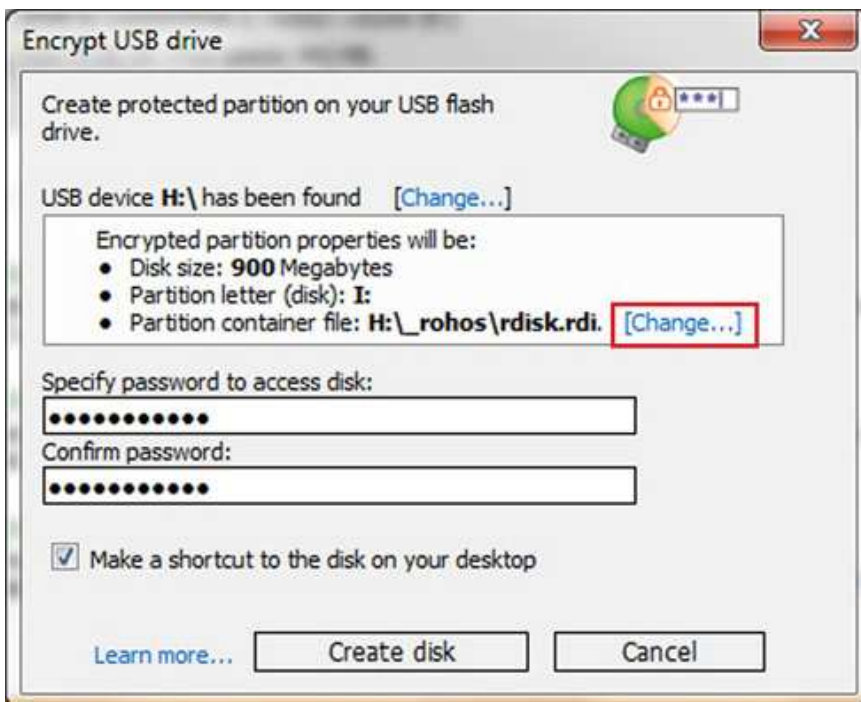 Encrypt USB drive
Create protected partition on your USB flash
drive.
***
USB device H:\ has been found [Change...]
Encrypted partition properties will be:
• Disk size: 900 Megabytes
• Partition letter (disk): I:
• Partition container file: H:\_rohos\rdisk.rdi. [Change...]
Specify password to access disk:
●●●●●●●●●●●
Confirm password:
●●●●●●●●●●●
Make a shortcut to the disk on your desktop
Learn more... Create disk Cancel